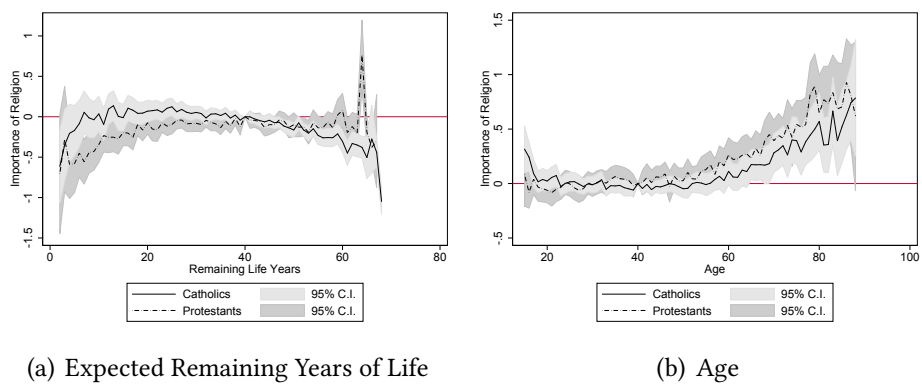 Importance of Religion
1
.5
0
-.5
-1
-1.5
0
20
40
60
80
Remaining Life Years
Catholics
95% C.I.
Protestants
95% C.I.
(a) Expected Remaining Years of Life
Importance of Religion
1.5
1
.5
0
-.5
20
40
60
80
100
Age
Catholics
95% C.I.
Protestants
95% C.I.
(b) Age